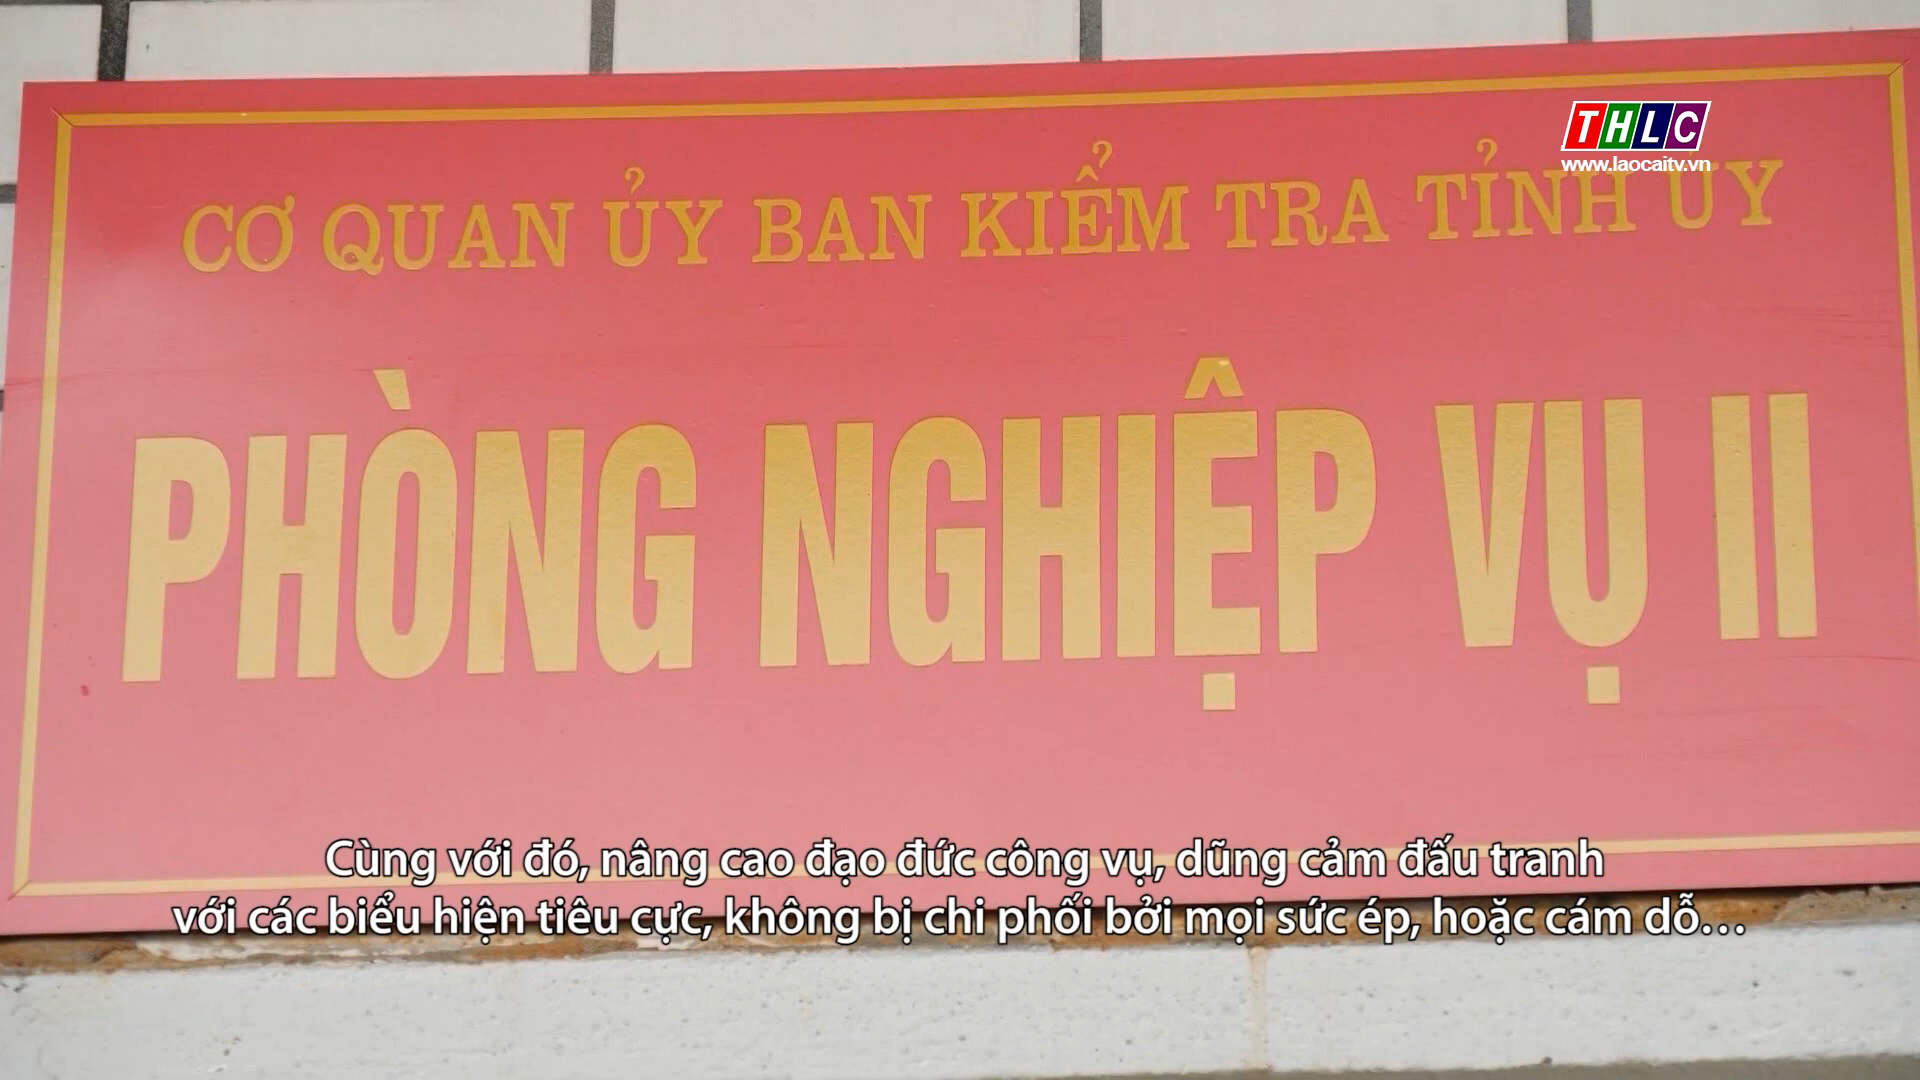 THLC
www.laocaitv.vn
CƠ QUAN ỦY BAN KIỂM TRA TỈNH ỦY
PHÒNG NGHIỆP VỤ II
Cùng với đó, nâng cao đạo đức công vụ, dũng cảm đấu tranh
với các biểu hiện tiêu cực, không bị chi phối bởi mọi sức ép, hoặc cám dỗ...